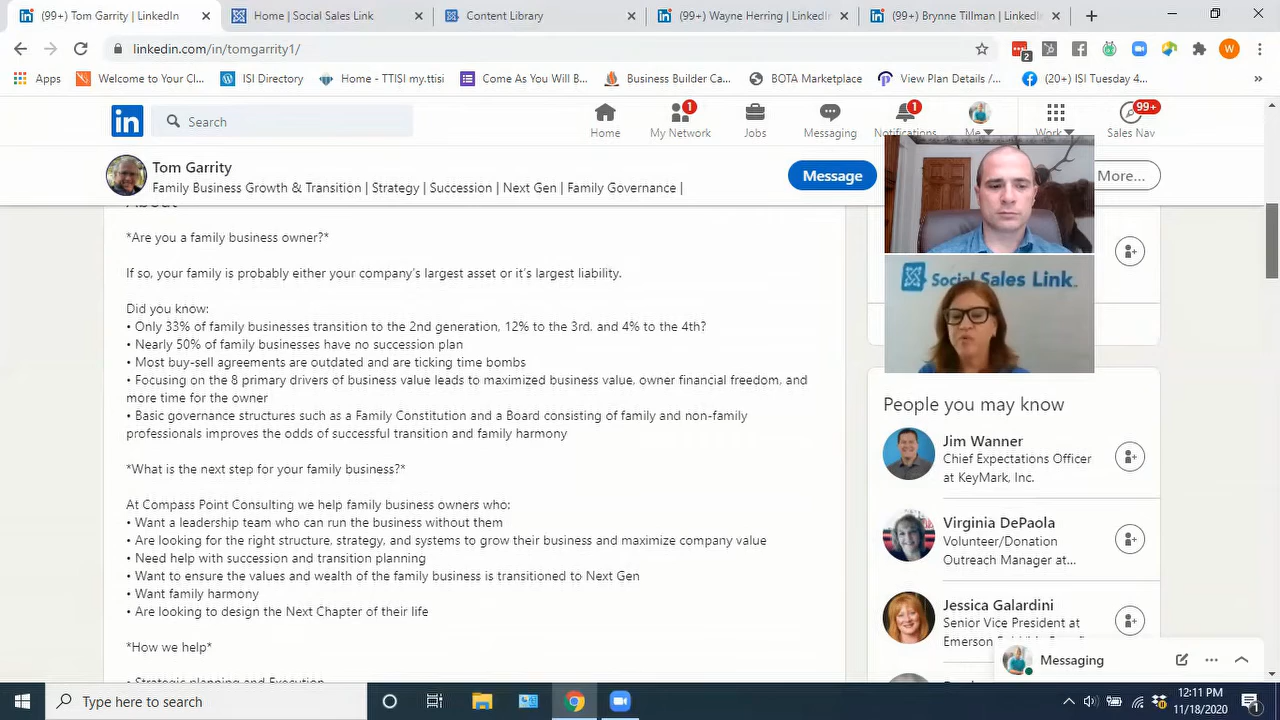 (99+) Tom Garrity | LinkedIn
Home | Social Sales Link
Content Library
(99+) Wayne Herring | LinkedIn
(99+) Brynne Tillman | LinkedIn
linkedin.com/in/tomgarrity1/
2
W
Apps
Welcome to Your Cl...
ISI Directory
Home - TTISI my.ttisi
Come As You Will B...
Business Builder Ca...
BOTA Marketplace
View Plan Details /...
(20+) ISI Tuesday 4...
»
in
Search
Home
1
My Network
Jobs
Messaging
1
Notifications
Me
Work
99+
Sales Nav
Tom Garrity
Family Business Growth & Transition | Strategy | Succession | Next Gen | Family Governance |
Message
More...
About
*Are you a family business owner?*
If so, your family is probably either your company's largest asset or it's largest liability.
Did you know:
• Only 33% of family businesses transition to the 2nd generation, 12% to the 3rd, and 4% to the 4th?
• Nearly 50% of family businesses have no succession plan
• Most buy-sell agreements are outdated and are ticking time bombs
• Focusing on the 8 primary drivers of business value leads to maximized business value, owner financial freedom, and
more time for the owner
• Basic governance structures such as a Family Constitution and a Board consisting of family and non-family
professionals improves the odds of successful transition and family harmony
*What is the next step for your family business?*
At Compass Point Consulting we help family business owners who:
• Want a leadership team who can run the business without them
• Are looking for the right structure, strategy, and systems to grow their business and maximize company value
• Need help with succession and transition planning
• Want to ensure the values and wealth of the family business is transitioned to Next Gen
• Want family harmony
• Are looking to design the Next Chapter of their life
*How we help*
• Strategic planning and Execution
Social Sales Link
People you may know
Jim Wanner
Chief Expectations Officer
at KeyMark, Inc.
Virginia DePaola
Volunteer/Donation
Outreach Manager at...
Jessica Galardini
Senior Vice President at
Emerson
Messaging
Type here to search
12:11 PM
11/18/2020
1